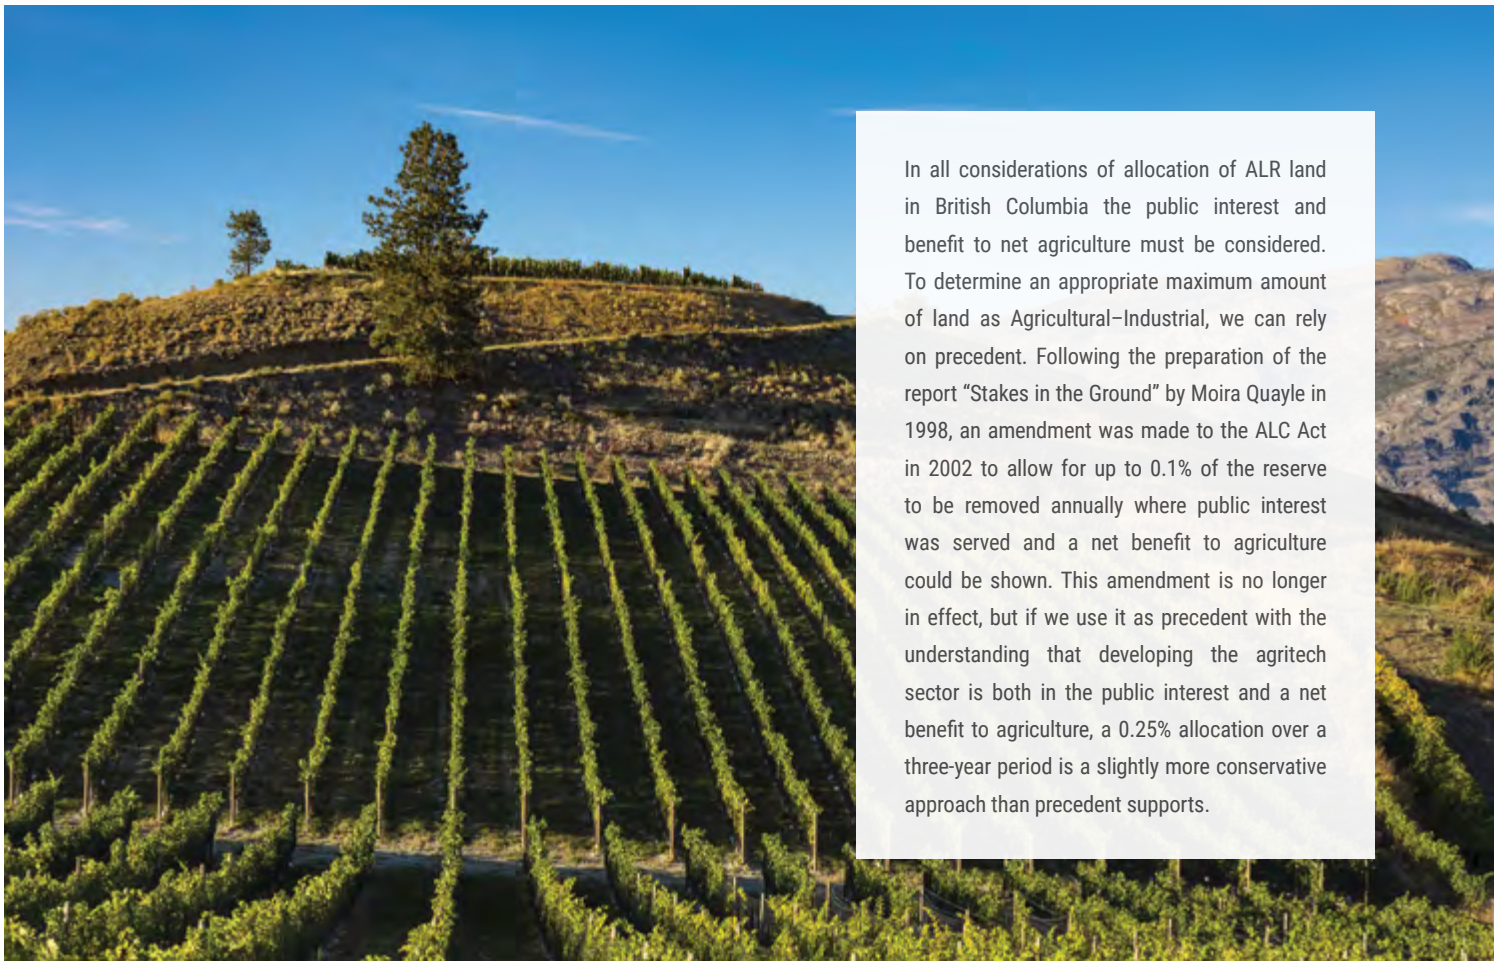 In all considerations of allocation of ALR land
in British Columbia the public interest and
benefit to net agriculture must be considered.
To determine an appropriate maximum amount
of land as Agricultural–Industrial, we can rely
on precedent. Following the preparation of the
report “Stakes in the Ground” by Moira Quayle in
1998, an amendment was made to the ALC Act
in 2002 to allow for up to 0.1% of the reserve
to be removed annually where public interest
was served and a net benefit to agriculture
could be shown. This amendment is no longer
in effect, but if we use it as precedent with the
understanding that developing the agritech
sector is both in the public interest and a net
benefit to agriculture, a 0.25% allocation over a
three-year period is a slightly more conservative
approach than precedent supports.